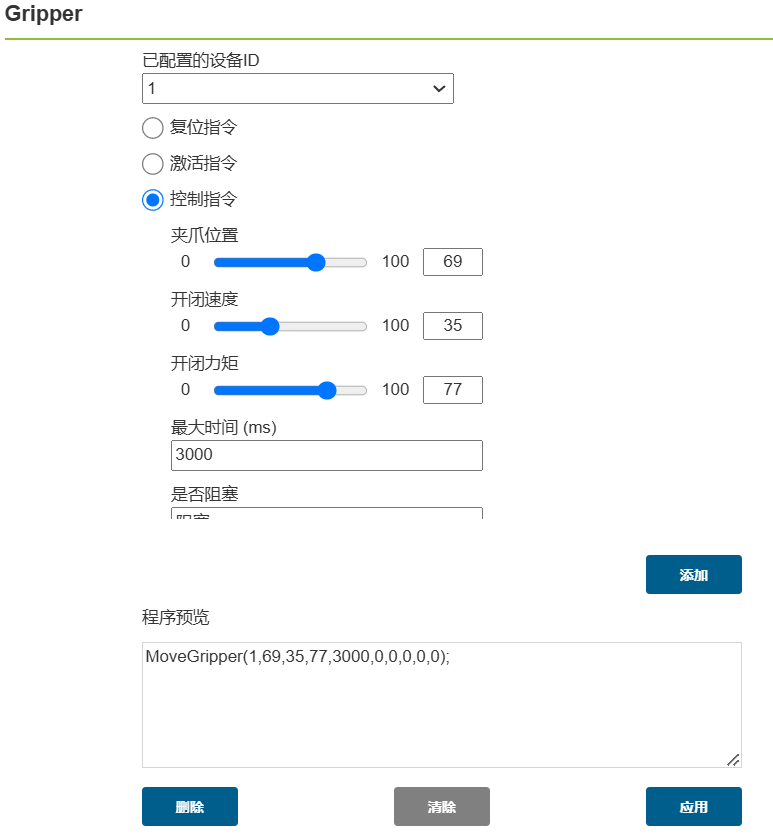 Gripper
已配置的设备ID
1
复位指令
激活指令
控制指令
夹爪位置
0 100 69
开闭速度
0 100 35
开闭力矩
0 100 77
最大时间 (ms)
3000
是否阻塞
阻塞
添加
程序预览
MoveGripper(1,69,35,77,3000,0,0,0,0,0);
删除 清除 应用